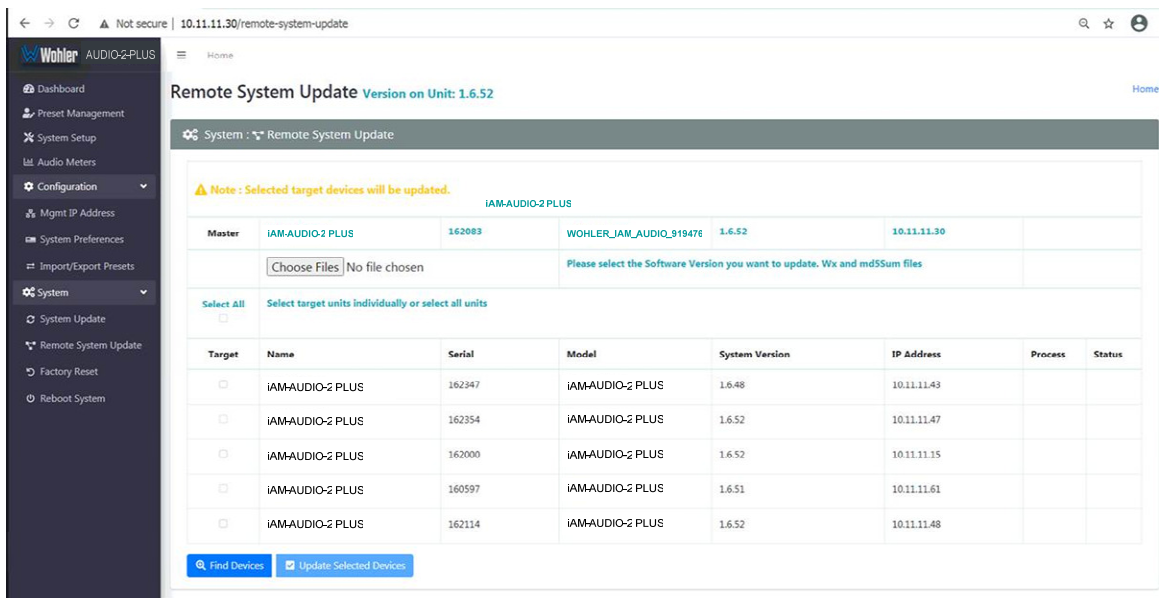 Not secure | 10.11.11.30/remote-system-update
Wohler AUDIO-2-PLUS
Home
Dashboard
Preset Management
System Setup
Audio Meters
Configuration
Mgmt IP Address
System Preferences
Import/Export Presets
System
System Update
Remote System Update
Factory Reset
Reboot System
Remote System Update Version on Unit: 1.6.52
Home
System : Remote System Update
Note : Selected target devices will be updated.
iAM-AUDIO-2 PLUS
Master iAM-AUDIO-2 PLUS 162083 WOHLER_IAM_AUDIO_919476 1.6.52 10.11.11.30
Choose Files No file chosen Please select the Software Version you want to update. Wx and md5Sum files
Select All Select target units individually or select all units
Target Name Serial Model System Version IP Address Process Status
iAM-AUDIO-2 PLUS 162347 iAM-AUDIO-2 PLUS 1.6.48 10.11.11.43
iAM-AUDIO-2 PLUS 162354 iAM-AUDIO-2 PLUS 1.6.52 10.11.11.47
iAM-AUDIO-2 PLUS 162000 iAM-AUDIO-2 PLUS 1.6.52 10.11.11.15
iAM-AUDIO-2 PLUS 160597 iAM-AUDIO-2 PLUS 1.6.51 10.11.11.61
iAM-AUDIO-2 PLUS 162114 iAM-AUDIO-2 PLUS 1.6.52 10.11.11.48
Find Devices Update Selected Devices